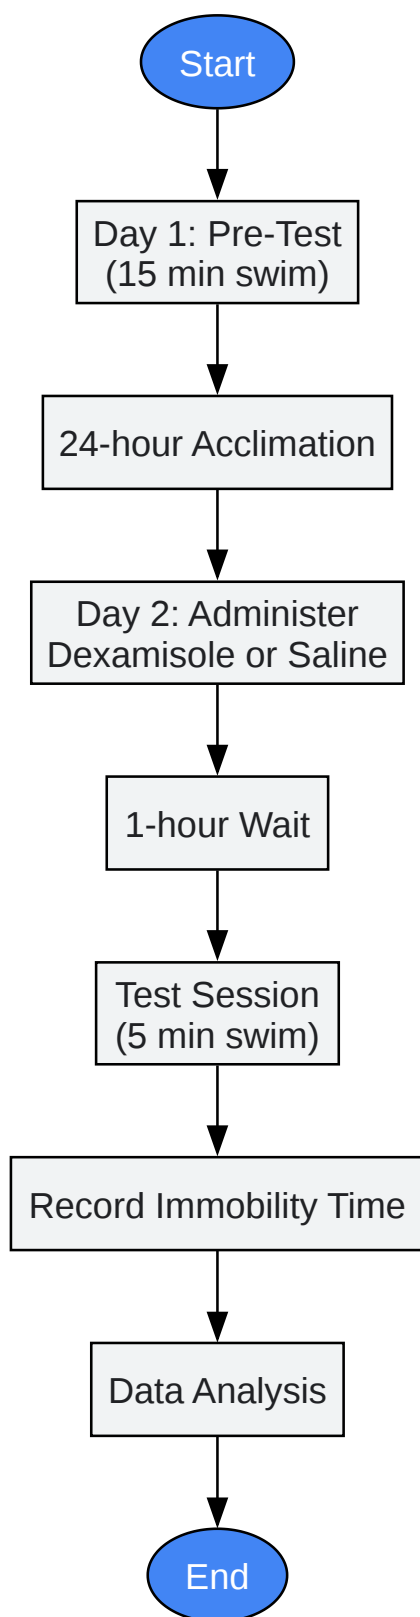 Start
Day 1: Pre-Test
(15 min swim)
24-hour Acclimation
Day 2: Administer
Dexamisole or Saline
1-hour Wait
Test Session
(5 min swim)
Record Immobility Time
Data Analysis
End